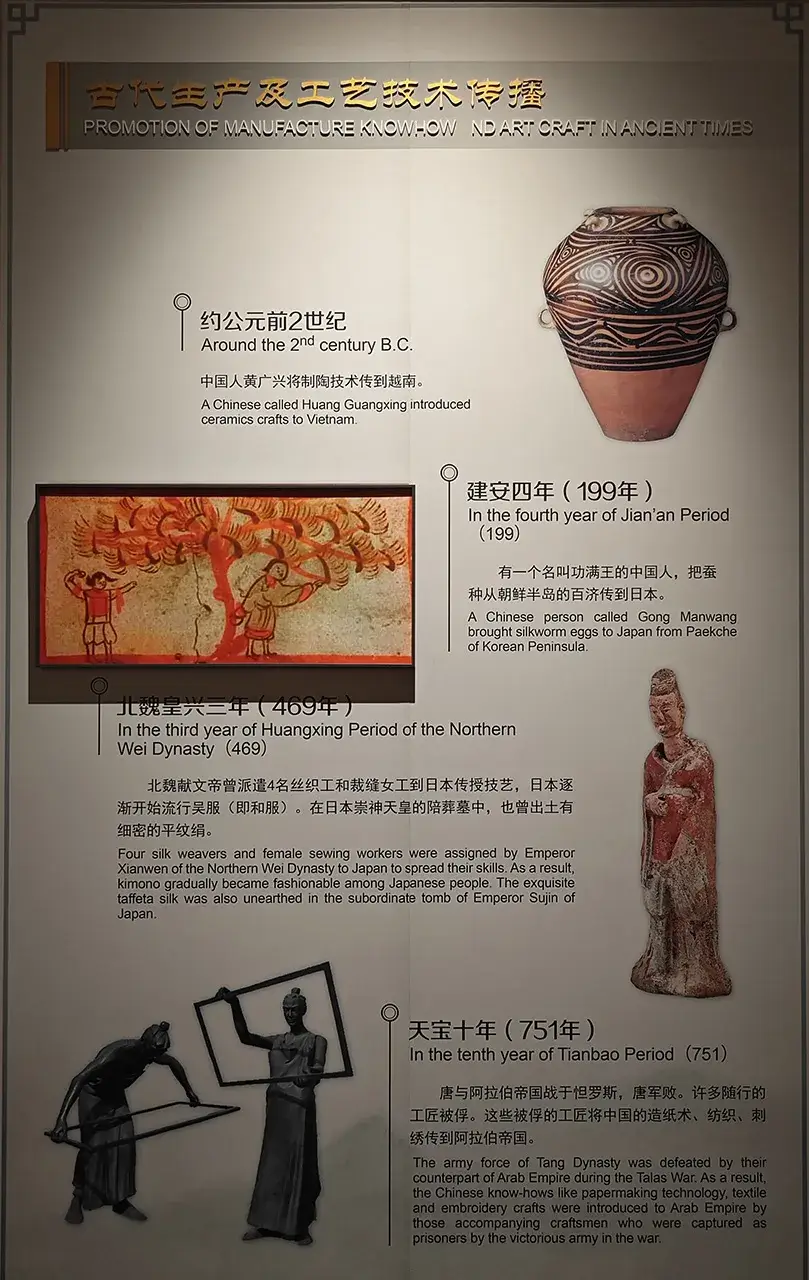 古代生产及工艺技术传播
PROMOTION OF MANUFACTURE KNOWHOW ND ART CRAFT IN ANCIENT TIMES
约公元前2世纪
Around the 2nd century B.C.
中国人黄广兴将制陶技术传到越南。
A Chinese called Huang Guangxing introduced
ceramics crafts to Vietnam.
建安四年（199年）
In the fourth year of Jian'an Period
（199）
有一个名叫功满王的中国人，把蚕
种从朝鲜半岛的百济传到日本。
A Chinese person called Gong Manwang
brought silkworm eggs to Japan from Paekche
of Korean Peninsula.
北魏皇兴三年（469年）
In the third year of Huangxing Period of the Northern
Wei Dynasty（469）
北魏献文帝曾派遣4名丝织工和裁缝女工到日本传授技艺，日本逐
渐开始流行吴服（即和服）。在日本崇神天皇的陪葬墓中，也曾出土有
细密的平纹绢。
Four silk weavers and female sewing workers were assigned by Emperor
Xianwen of the Northern Wei Dynasty to Japan to spread their skills. As a result,
kimono gradually became fashionable among Japanese people. The exquisite
taffeta silk was also unearthed in the subordinate tomb of Emperor Sujin of
Japan.
天宝十年（751年）
In the tenth year of Tianbao Period（751）
唐与阿拉伯帝国战于怛罗斯，唐军败。许多随行的
工匠被俘。这些被俘的工匠将中国的造纸术、纺织、刺
绣传到阿拉伯帝国。
The army force of Tang Dynasty was defeated by their
counterpart of Arab Empire during the Talas War. As a result,
the Chinese know-hows like papermaking technology, textile
and embroidery crafts were introduced to Arab Empire by
those accompanying craftsmen who were captured as
prisoners by the victorious army in the war.